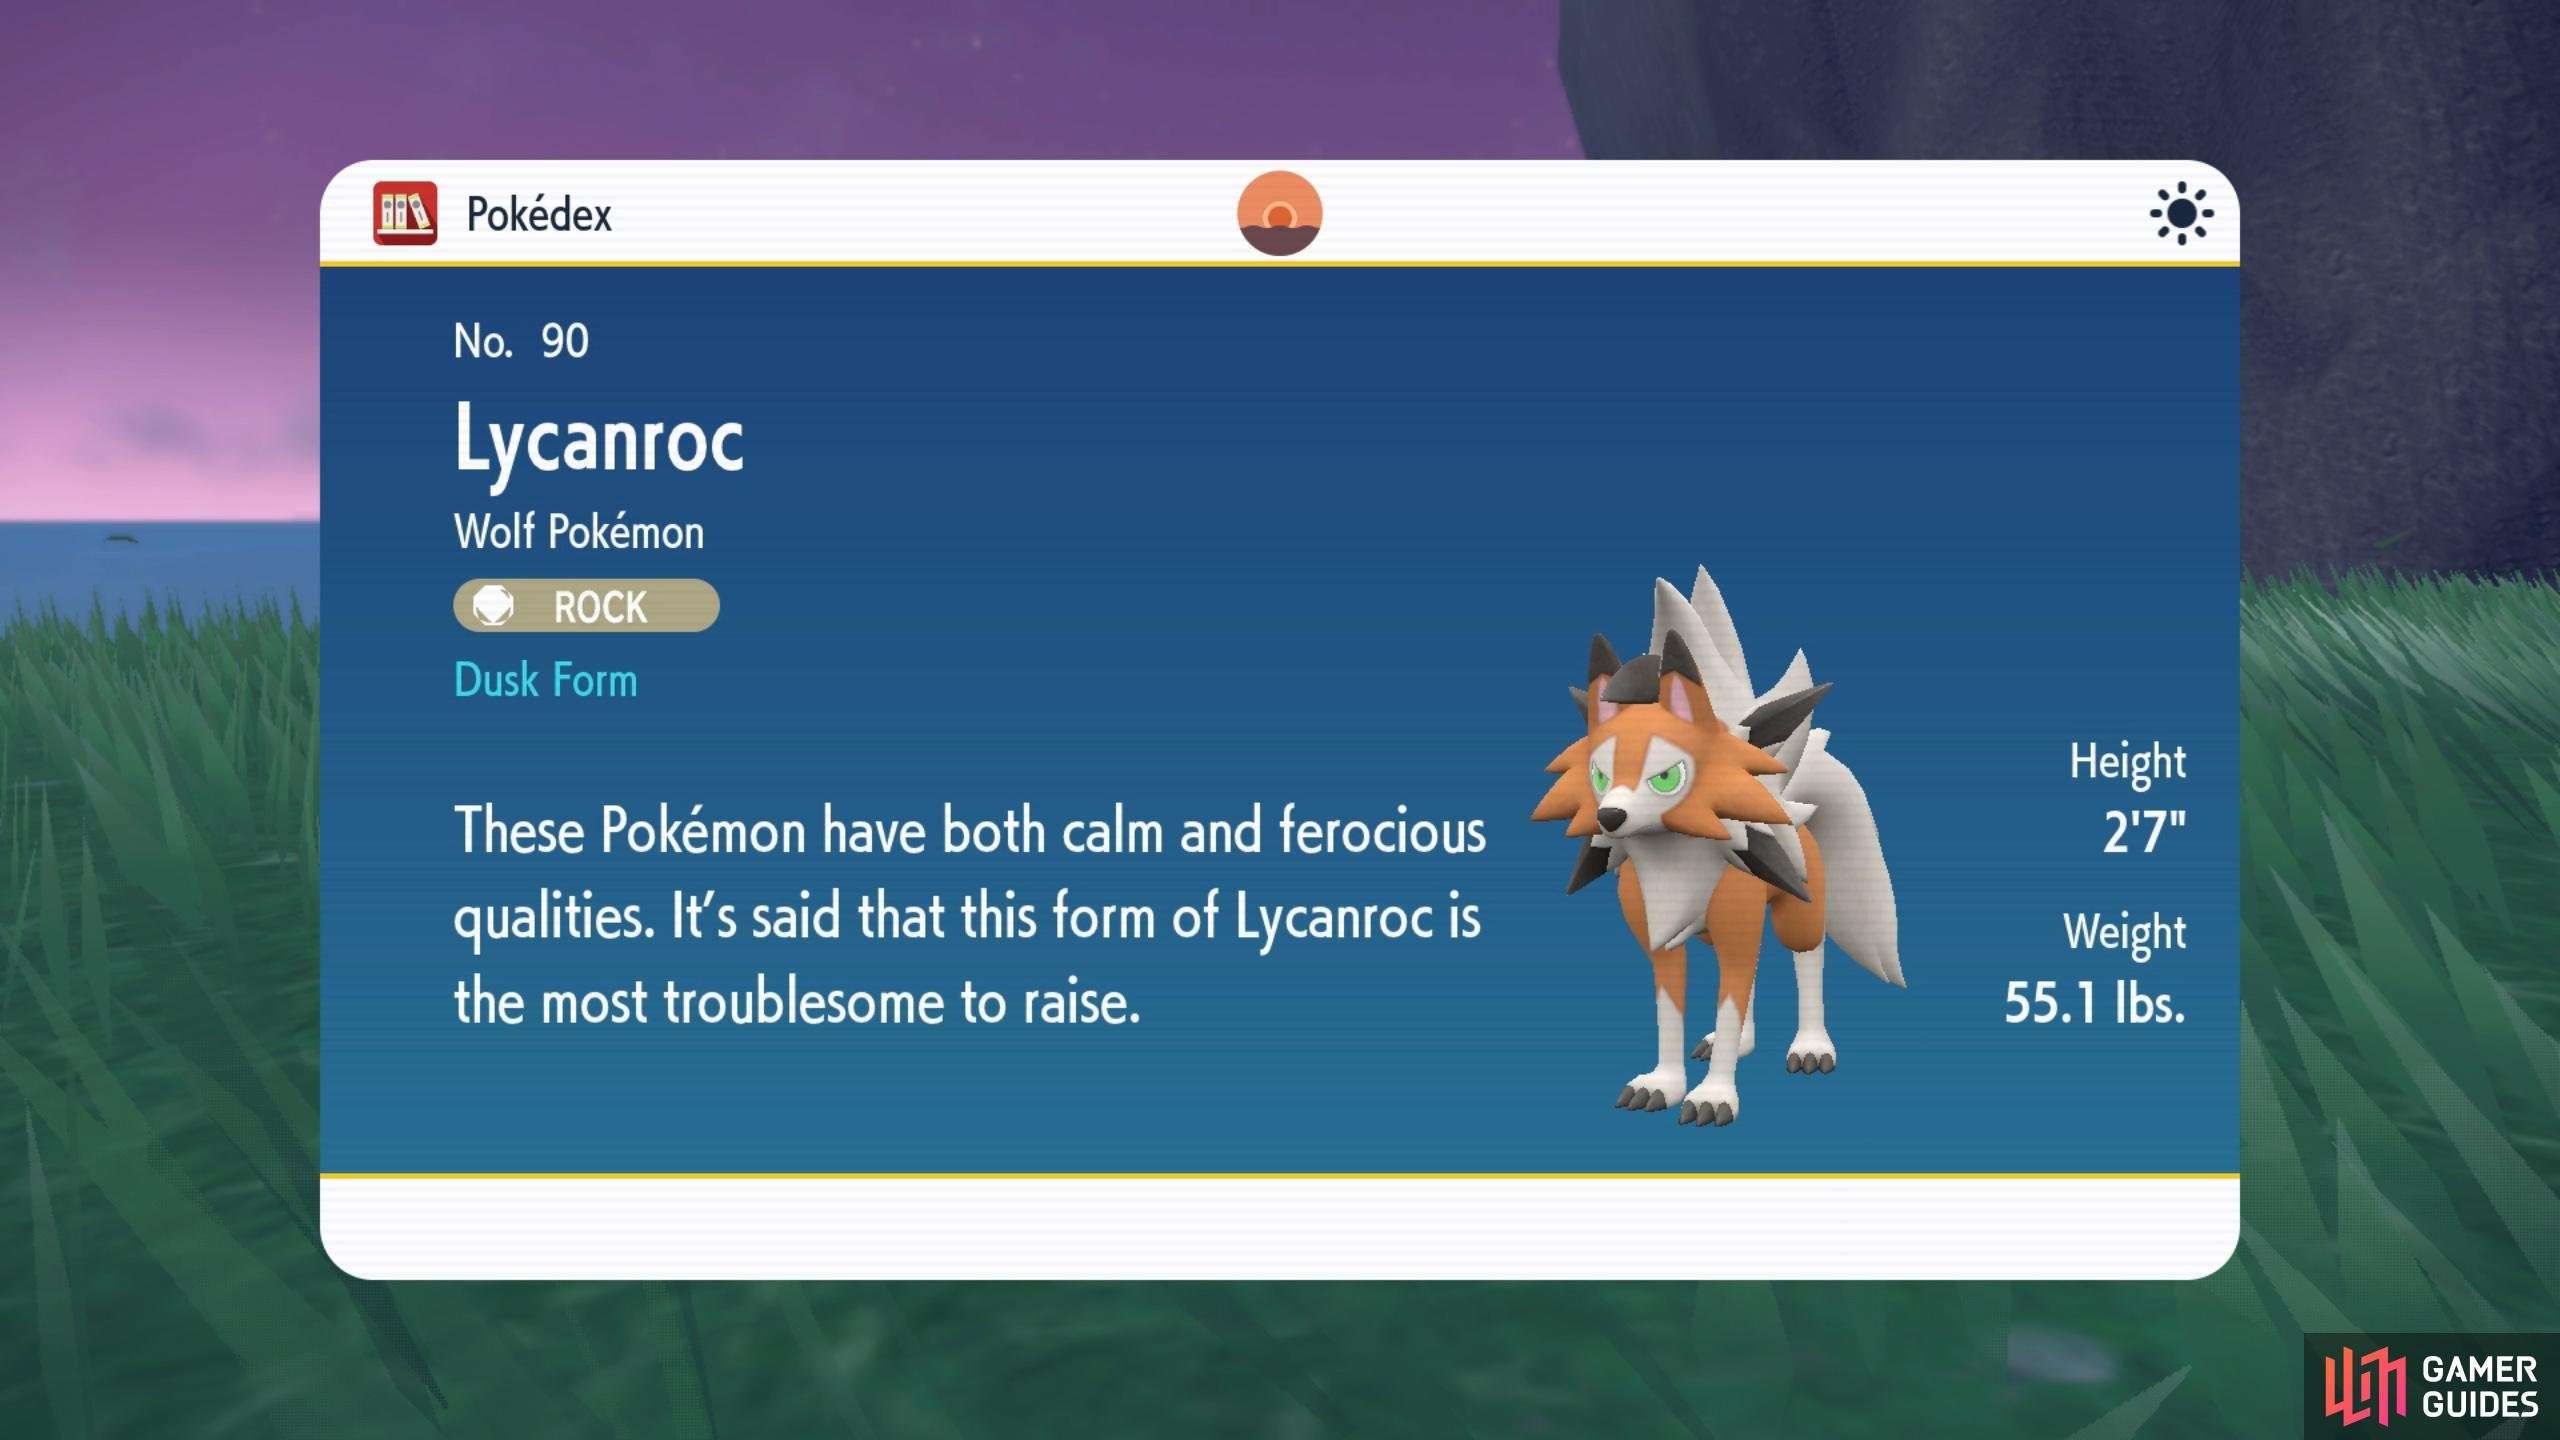 Pokédex
No. 90
Lycanroc
Wolf Pokémon
ROCK
Dusk Form
These Pokémon have both calm and ferocious
qualities. It's said that this form of Lycanroc is
the most troublesome to raise.
Height
2'7"
Weight
55.1 lbs.
GAMER
GUIDES